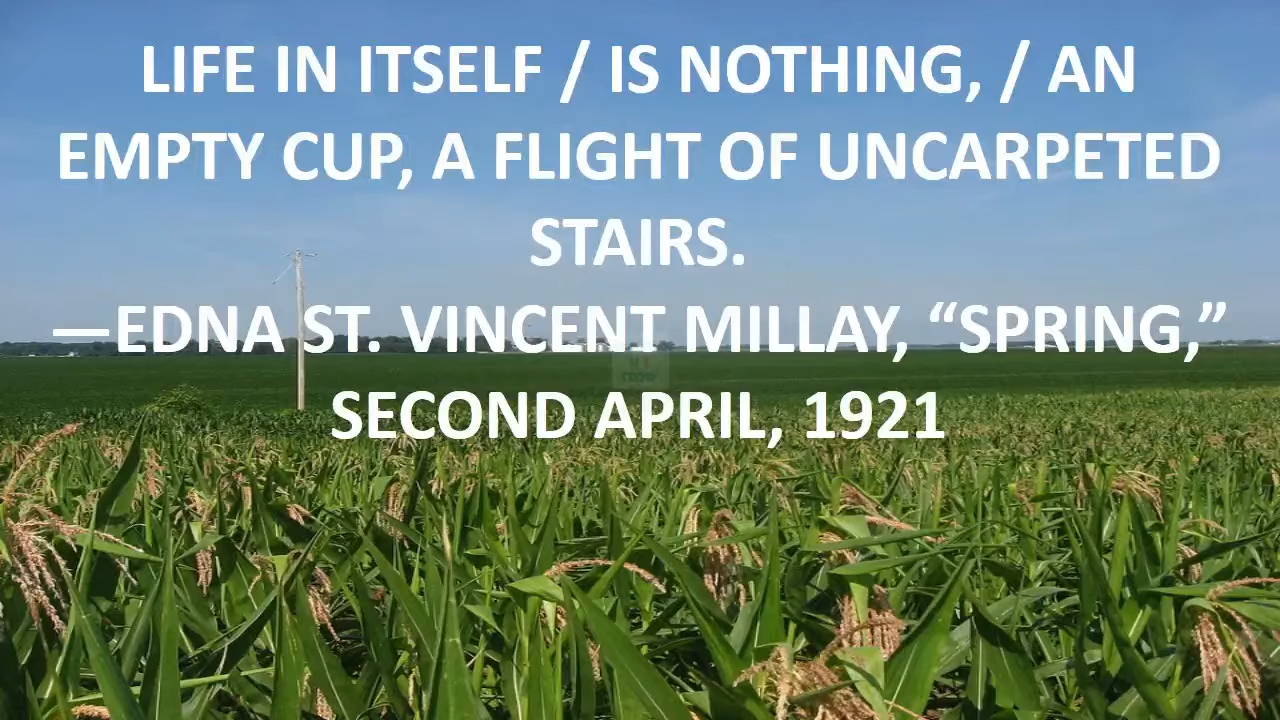 LIFE IN ITSELF / IS NOTHING, / AN
EMPTY CUP, A FLIGHT OF UNCARPETED
STAIRS.
—EDNA ST. VINCENT MILLAY, “SPRING,”
SECOND APRIL, 1921